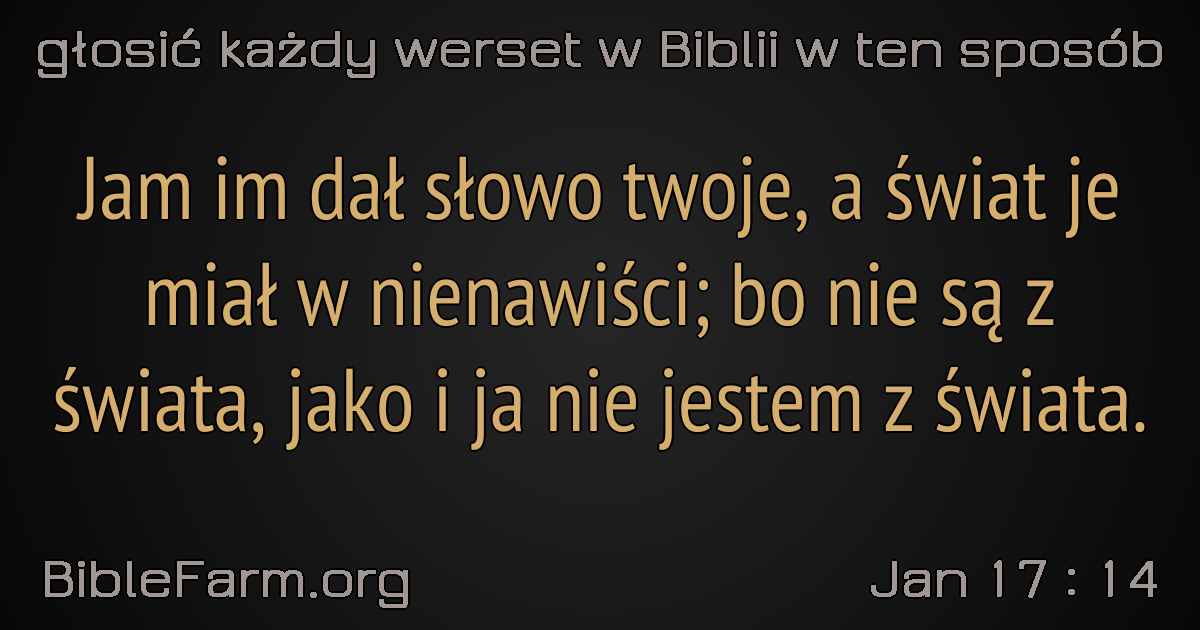 głosić każdy werset w Biblii w ten sposób
Jam im dał słowo twoje, a świat je
miał w nienawiści; bo nie są z
świata, jako i ja nie jestem z świata.
BibleFarm.org
Jan 17 : 14